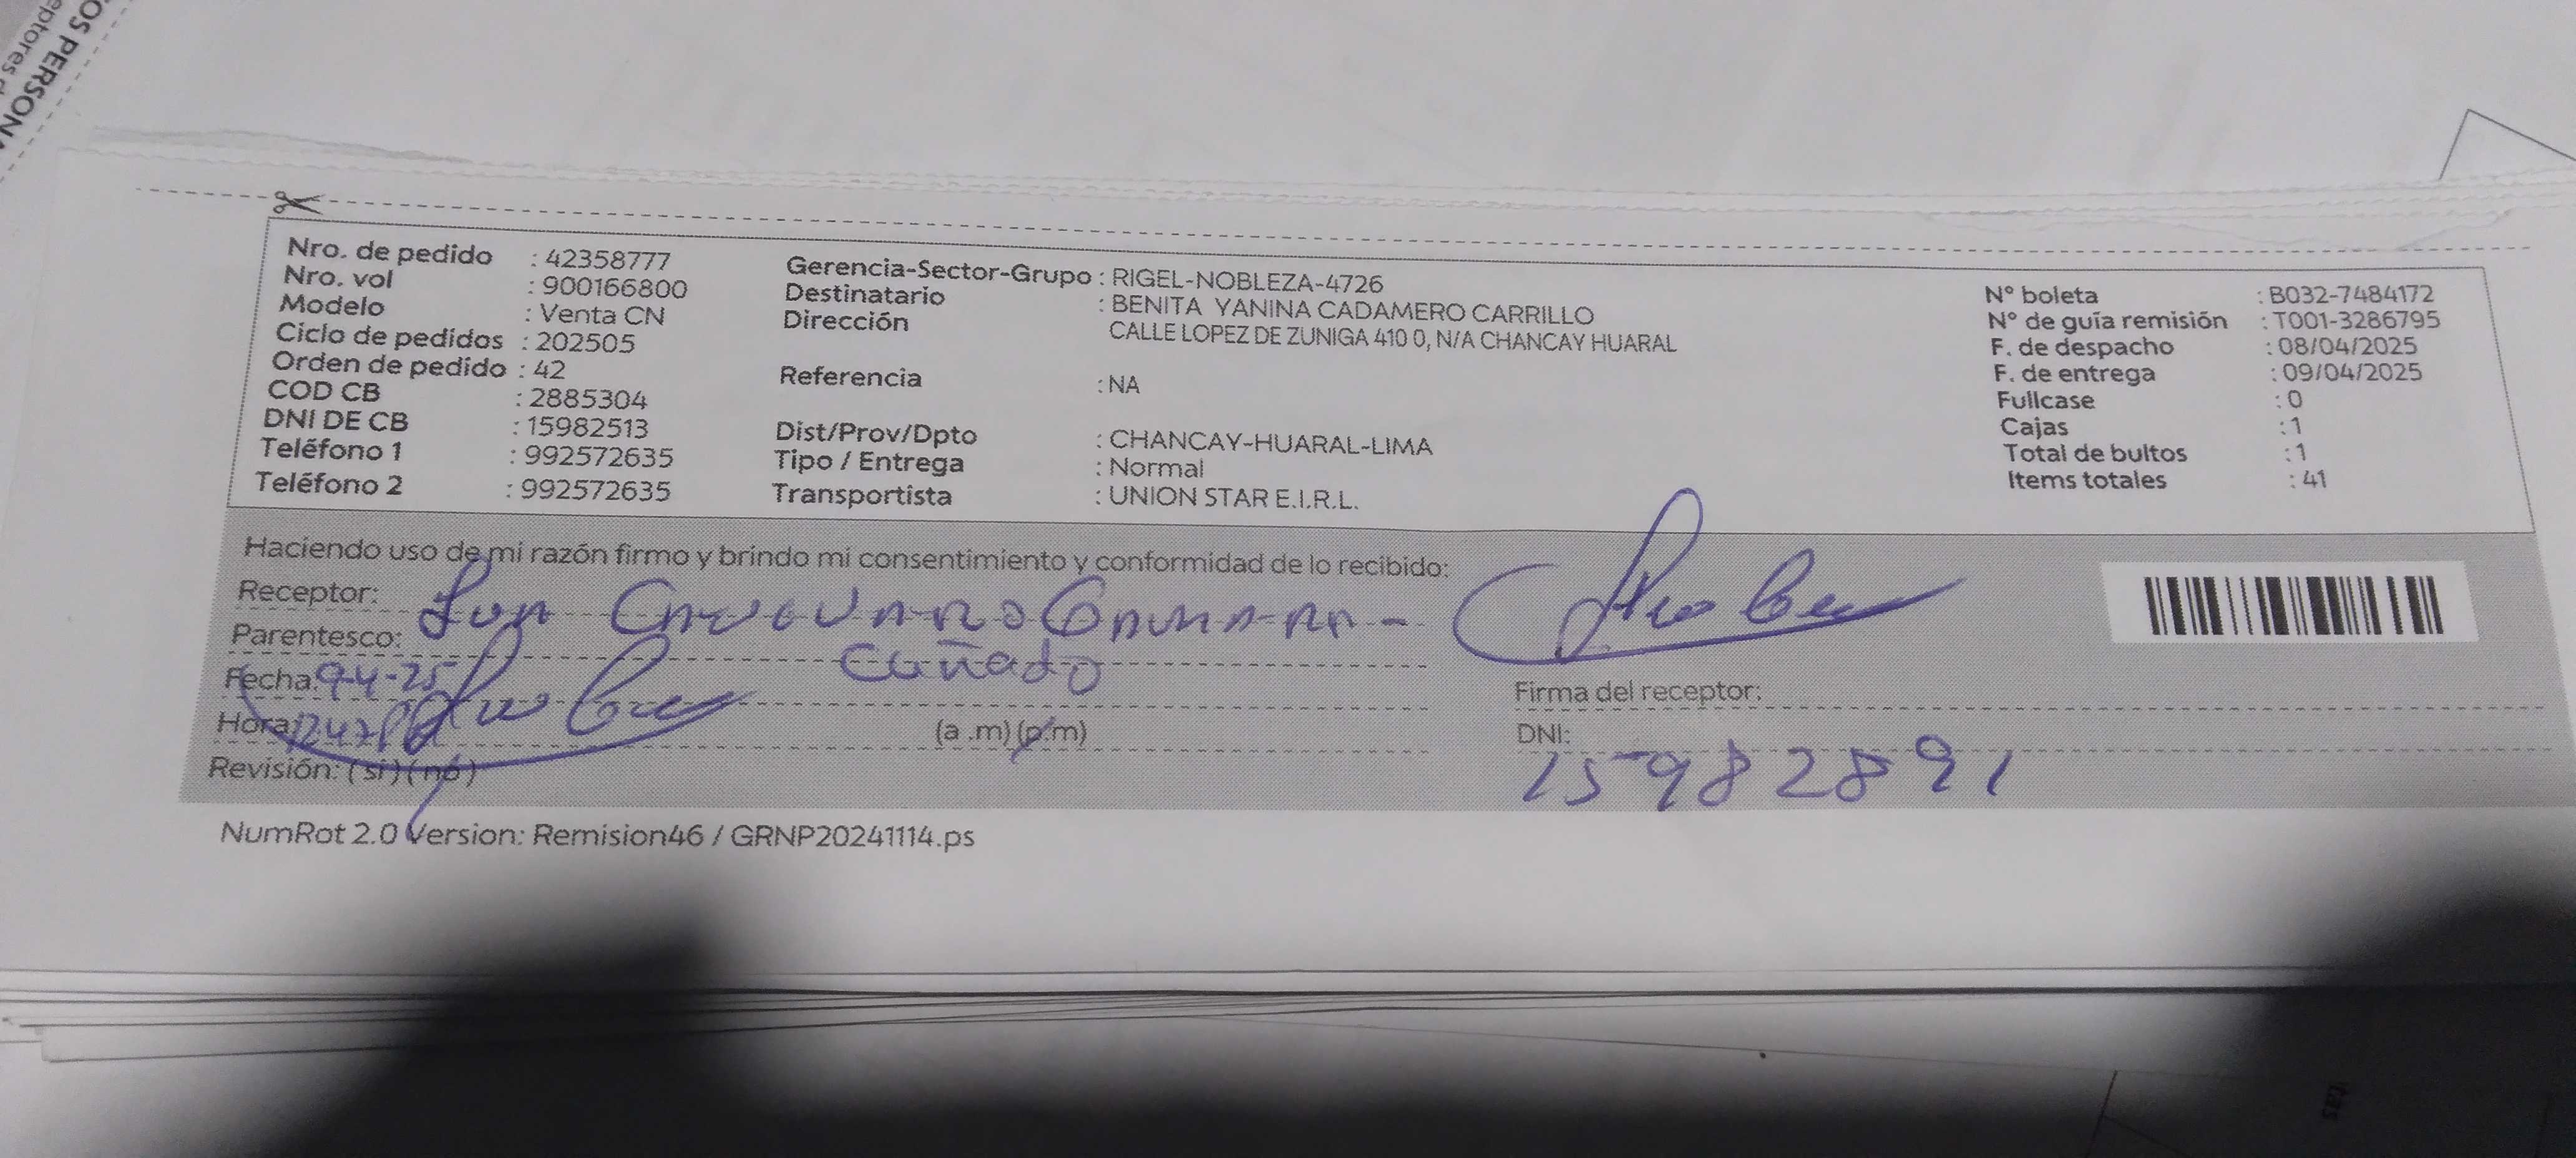 OS PERSON
eptores d
Nro. de pedido : 42358777
Nro. vol : 900166800
Modelo : Venta CN
Ciclo de pedidos : 202505
Orden de pedido : 42
COD CB : 2885304
DNI DE CB : 15982513
Teléfono 1 : 992572635
Teléfono 2 : 992572635
Gerencia-Sector-Grupo : RIGEL-NOBLEZA-4726
Destinatario : BENITA YANINA CADAMERO CARRILLO
Dirección CALLE LOPEZ DE ZUNIGA 410 0, N/A CHANCAY HUARAL
Referencia : NA
Dist/Prov/Dpto : CHANCAY-HUARAL-LIMA
Tipo / Entrega : Normal
Transportista : UNION STAR E.I.R.L.
N° boleta : B032-7484172
N° de guía remisión : T001-3286795
F. de despacho : 08/04/2025
F. de entrega : 09/04/2025
Fullcase : 0
Cajas : 1
Total de bultos : 1
Items totales : 41
Haciendo uso de mi razón firmo y brindo mi consentimiento y conformidad de lo recibido:
Receptor:
Parentesco: Cuñado
Fecha: 9-4-25
Hora: (a .m) (p.m)
Revisión: ( si ) ( no )
Firma del receptor:
DNI: 15982891
NumRot 2.0 Version: Remision46 / GRNP20241114.ps